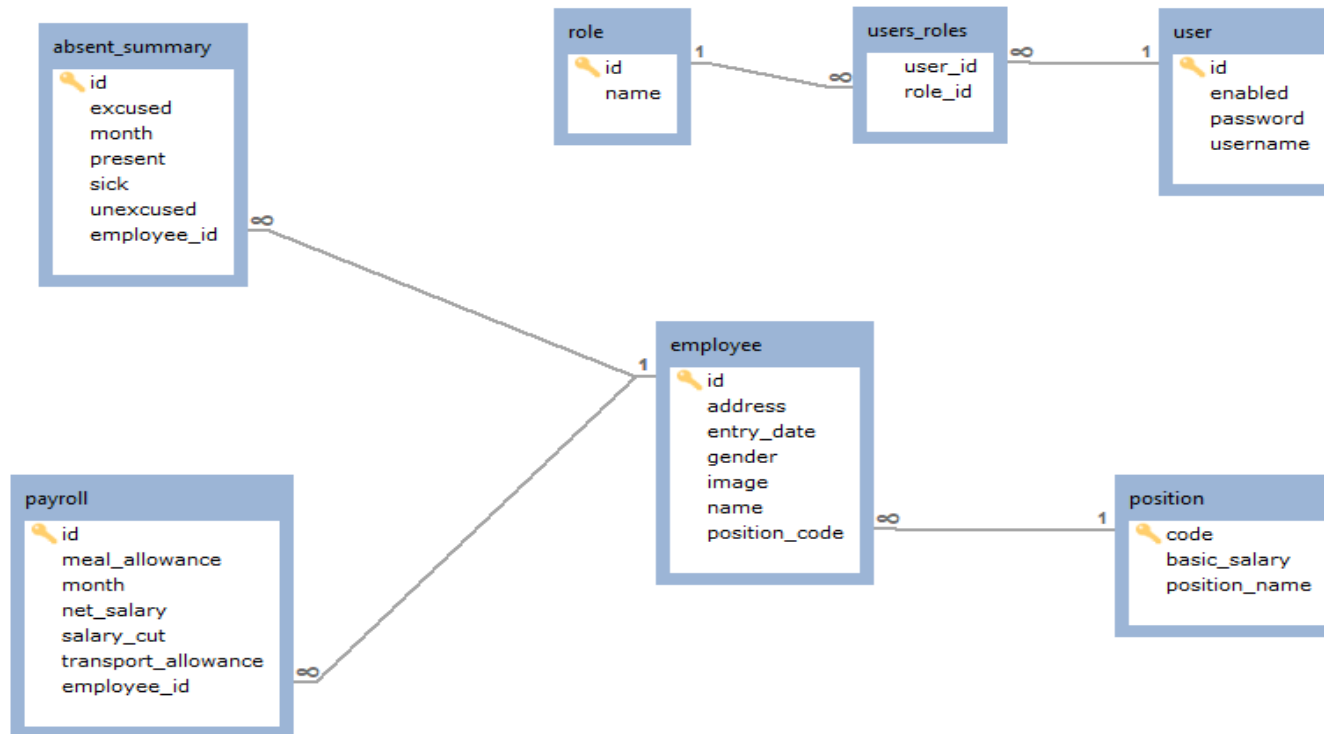 absent_summary
id
excused
month
present
sick
unexcused
employee_id
∞
role
id
name
1
∞
users_roles
user_id
role_id
∞
1
user
id
enabled
password
username
1
employee
id
address
entry_date
gender
image
name
position_code
∞
1
position
code
basic_salary
position_name
payroll
id
meal_allowance
month
net_salary
salary_cut
transport_allowance
employee_id
∞